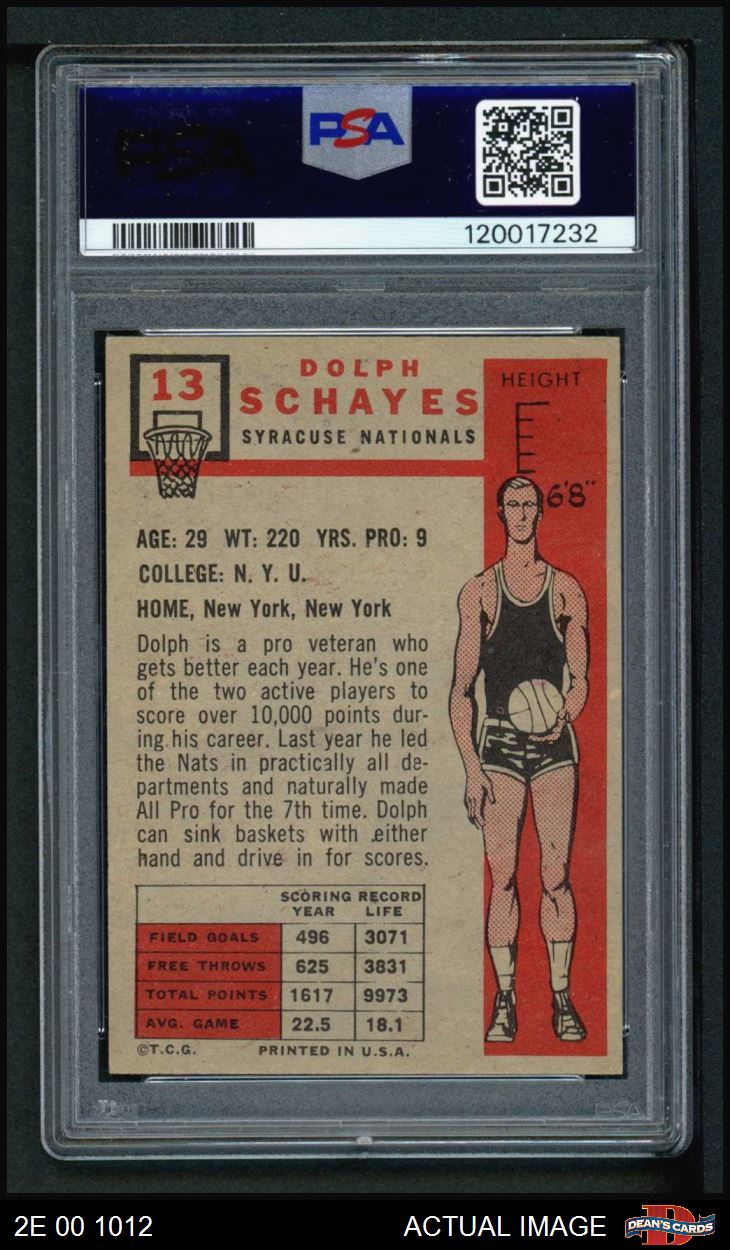 PSA
120017232
13
DOLPH
SCHAYES
SYRACUSE NATIONALS
HEIGHT
6'8"
AGE: 29 WT: 220 YRS. PRO: 9
COLLEGE: N. Y. U.
HOME, New York, New York
Dolph is a pro veteran who
gets better each year. He's one
of the two active players to
score over 10,000 points dur-
ing his career. Last year he led
the Nats in practically all de-
partments and naturally made
All Pro for the 7th time. Dolph
can sink baskets with either
hand and drive in for scores.
SCORING RECORD
YEAR LIFE
FIELD GOALS 496 3071
FREE THROWS 625 3831
TOTAL POINTS 1617 9973
AVG. GAME 22.5 18.1
©T.C.G. PRINTED IN U.S.A.
PSA
2E 00 1012 ACTUAL IMAGE DEAN'S CARDS